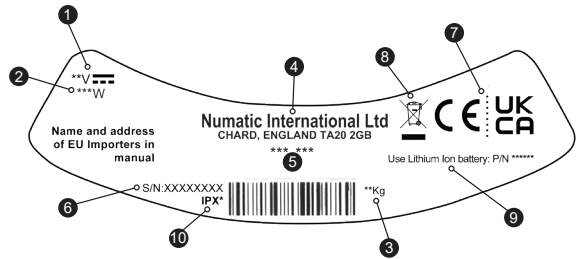 1
7
8
4
2
**V
***W
Numatic International Ltd
CHARD, ENGLAND TA20 2GB
***.***
5
CE
UK
CA
Name and address
of EU Importers in
manual
Use Lithium Ion battery: P/N ******
6
S/N:XXXXXXXX
**Kg
IPX*
10
3
9